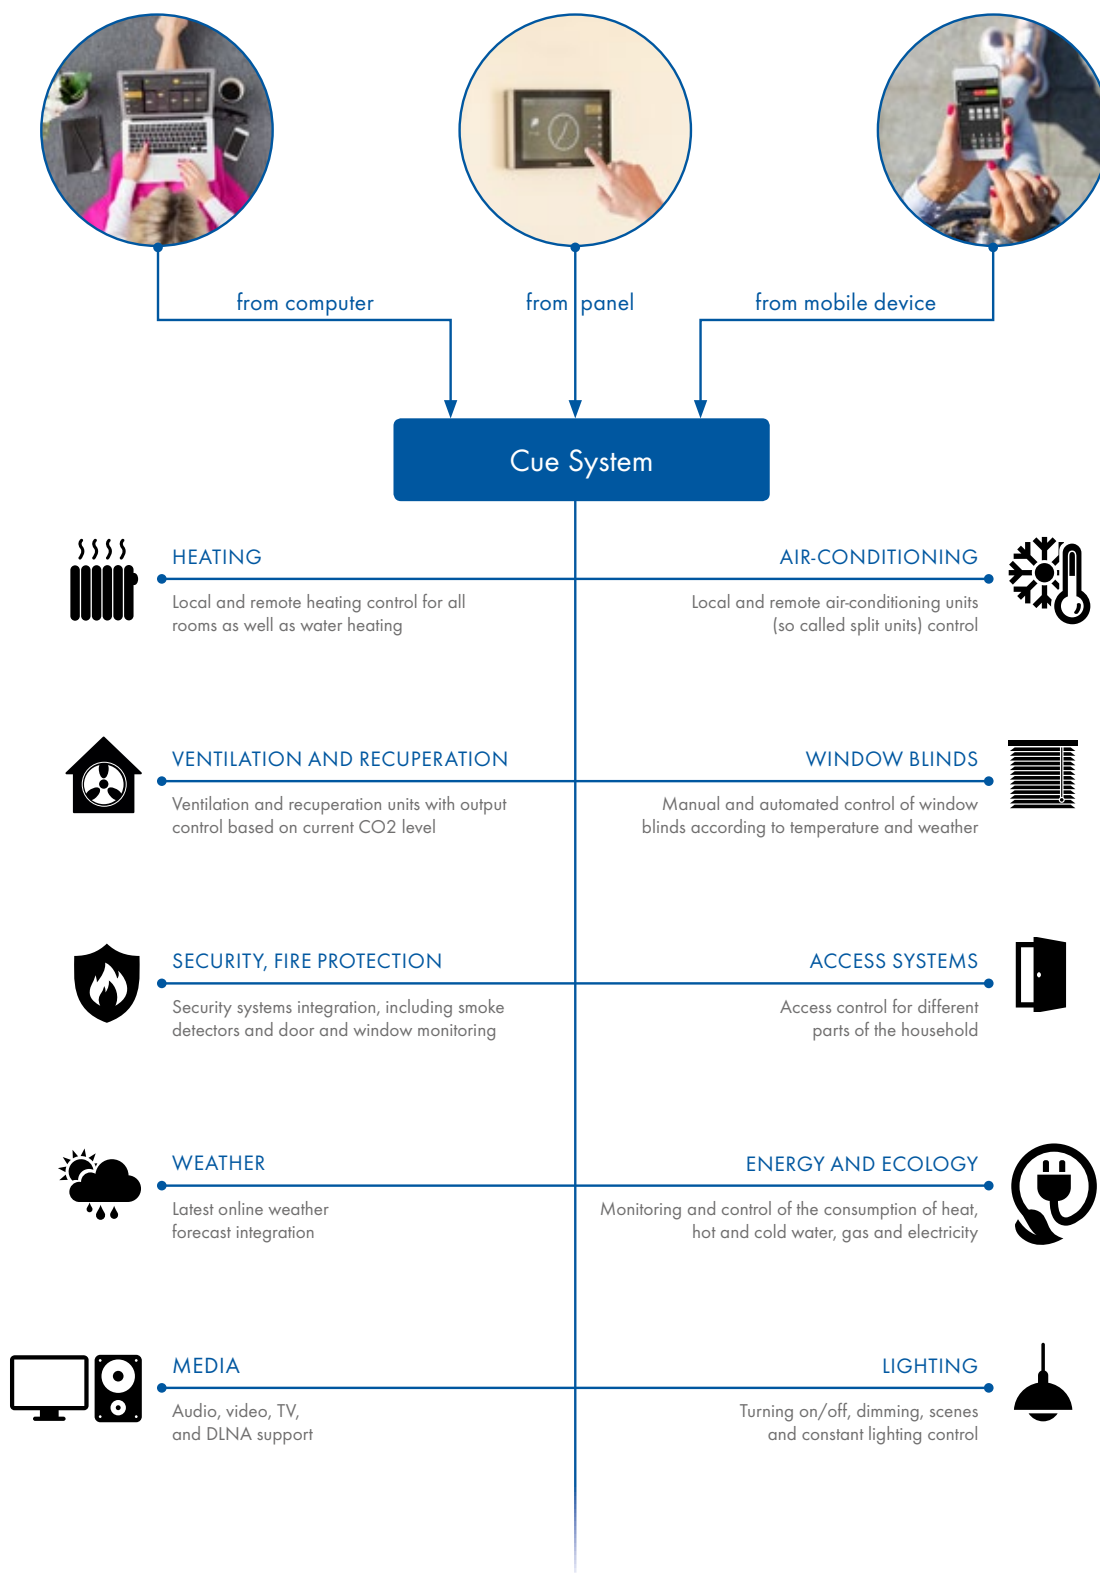 from computer
from panel
from mobile device
Cue System
HEATING
Local and remote heating control for all
rooms as well as water heating
AIR-CONDITIONING
Local and remote air-conditioning units
(so called split units) control
VENTILATION AND RECUPERATION
Ventilation and recuperation units with output
control based on current CO2 level
WINDOW BLINDS
Manual and automated control of window
blinds according to temperature and weather
SECURITY, FIRE PROTECTION
Security systems integration, including smoke
detectors and door and window monitoring
ACCESS SYSTEMS
Access control for different
parts of the household
WEATHER
Latest online weather
forecast integration
ENERGY AND ECOLOGY
Monitoring and control of the consumption of heat,
hot and cold water, gas and electricity
MEDIA
Audio, video, TV,
and DLNA support
LIGHTING
Turning on/off, dimming, scenes
and constant lighting control